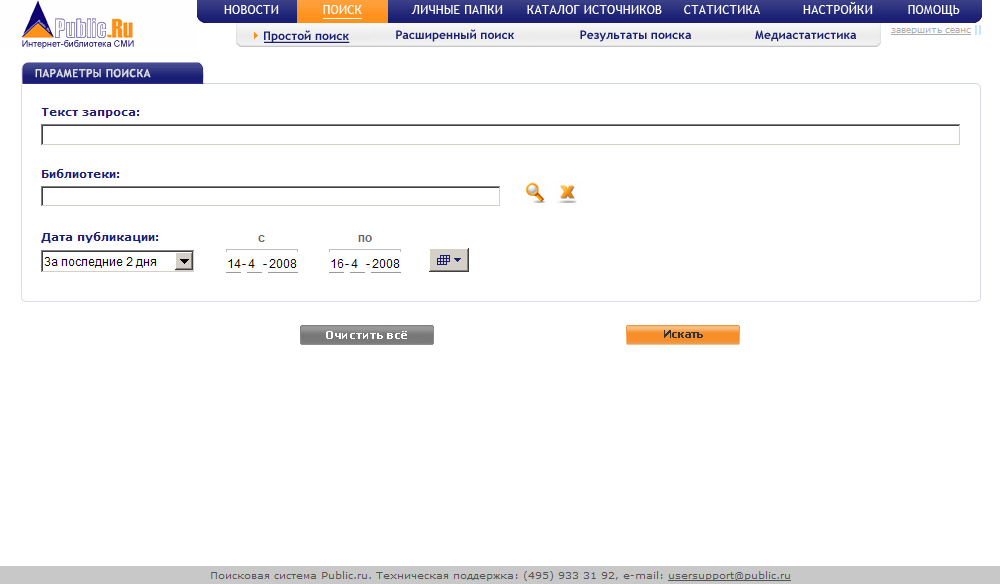 Public.Ru
Интернет-библиотека СМИ
НОВОСТИ ПОИСК ЛИЧНЫЕ ПАПКИ КАТАЛОГ ИСТОЧНИКОВ СТАТИСТИКА НАСТРОЙКИ ПОМОЩЬ
Простой поиск Расширенный поиск Результаты поиска Медиастатистика завершить сеанс
ПАРАМЕТРЫ ПОИСКА
Текст запроса:
Библиотеки:
Дата публикации: с по
За последние 2 дня 14-4 -2008 16-4 -2008
Очистить всё Искать
Поисковая система Public.ru. Техническая поддержка: (495) 933 31 92, e-mail: usersupport@public.ru